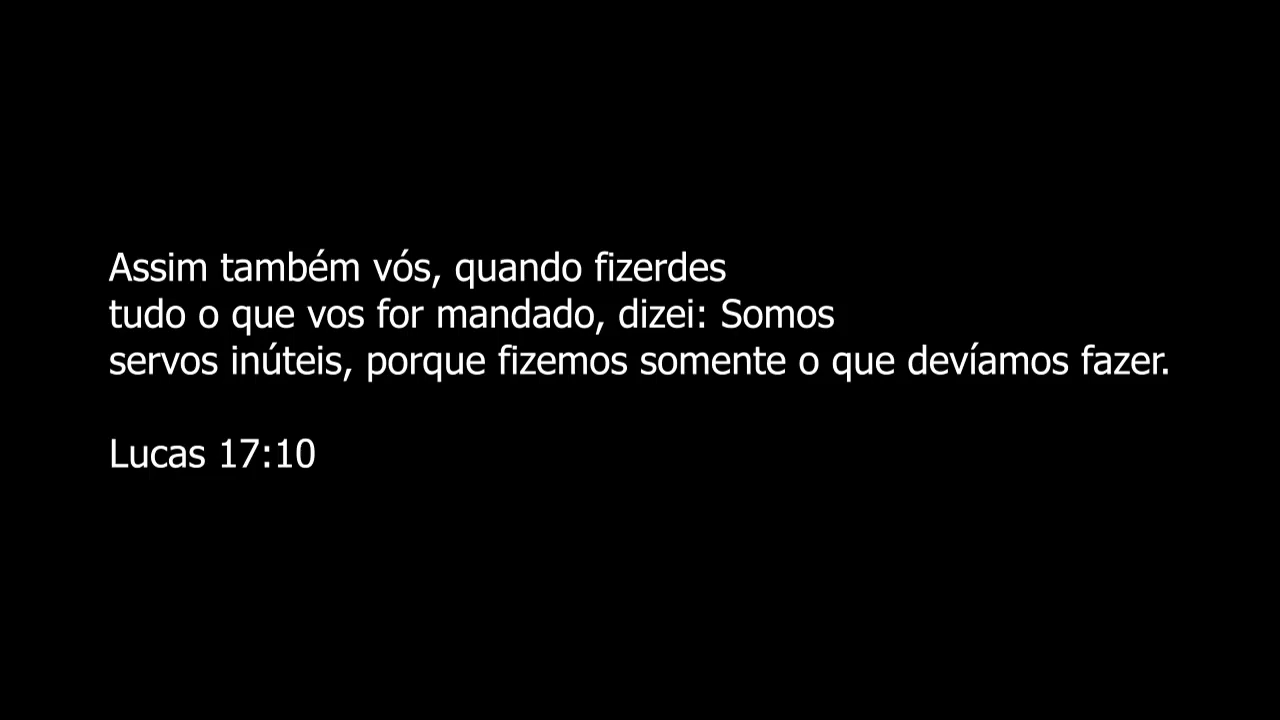 Assim também vós, quando fizerdes
tudo o que vos for mandado, dizei: Somos
servos inúteis, porque fizemos somente o que devíamos fazer.
Lucas 17:10